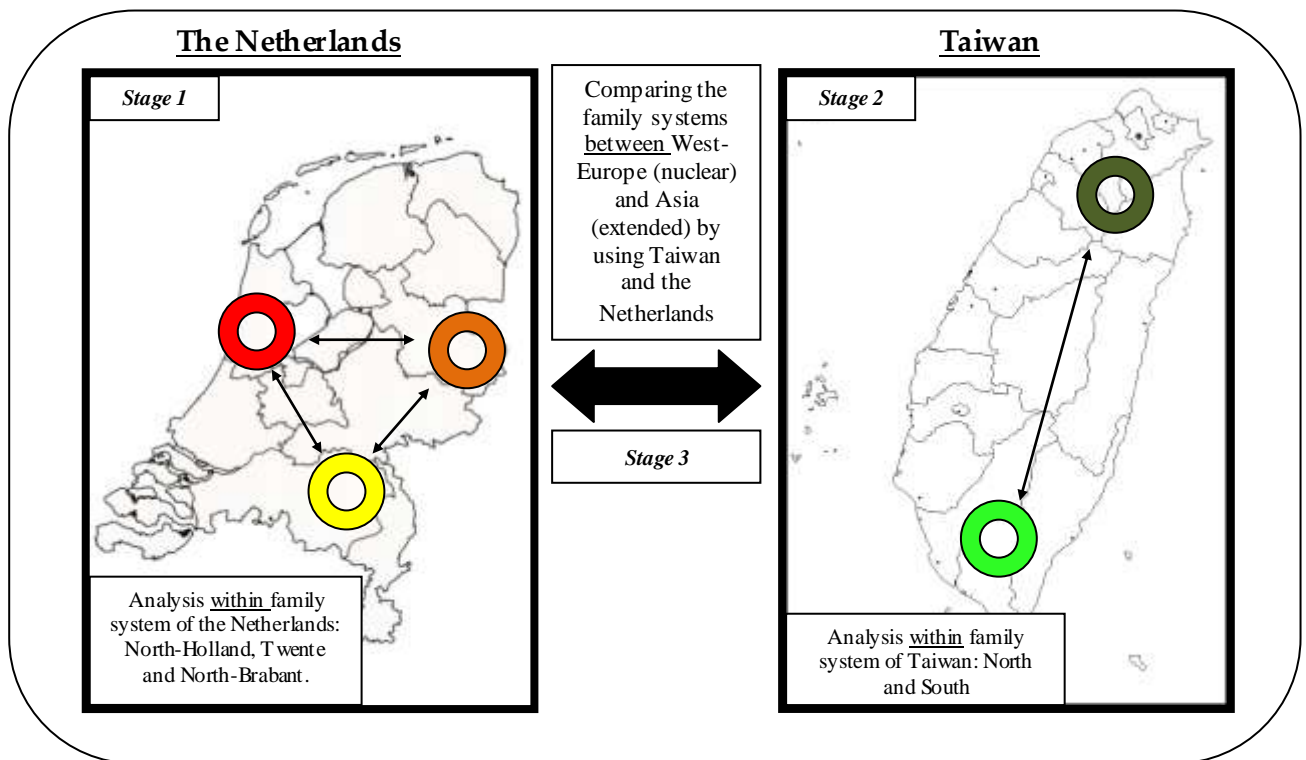 The Netherlands
Stage 1
Analysis within family
system of the Netherlands:
North-Holland, Twente
and North-Brabant.
Comparing the
family systems
between West-
Europe (nuclear)
and Asia
(extended) by
using Taiwan
and the
Netherlands
Stage 3
Taiwan
Stage 2
Analysis within family
system of Taiwan: North
and South